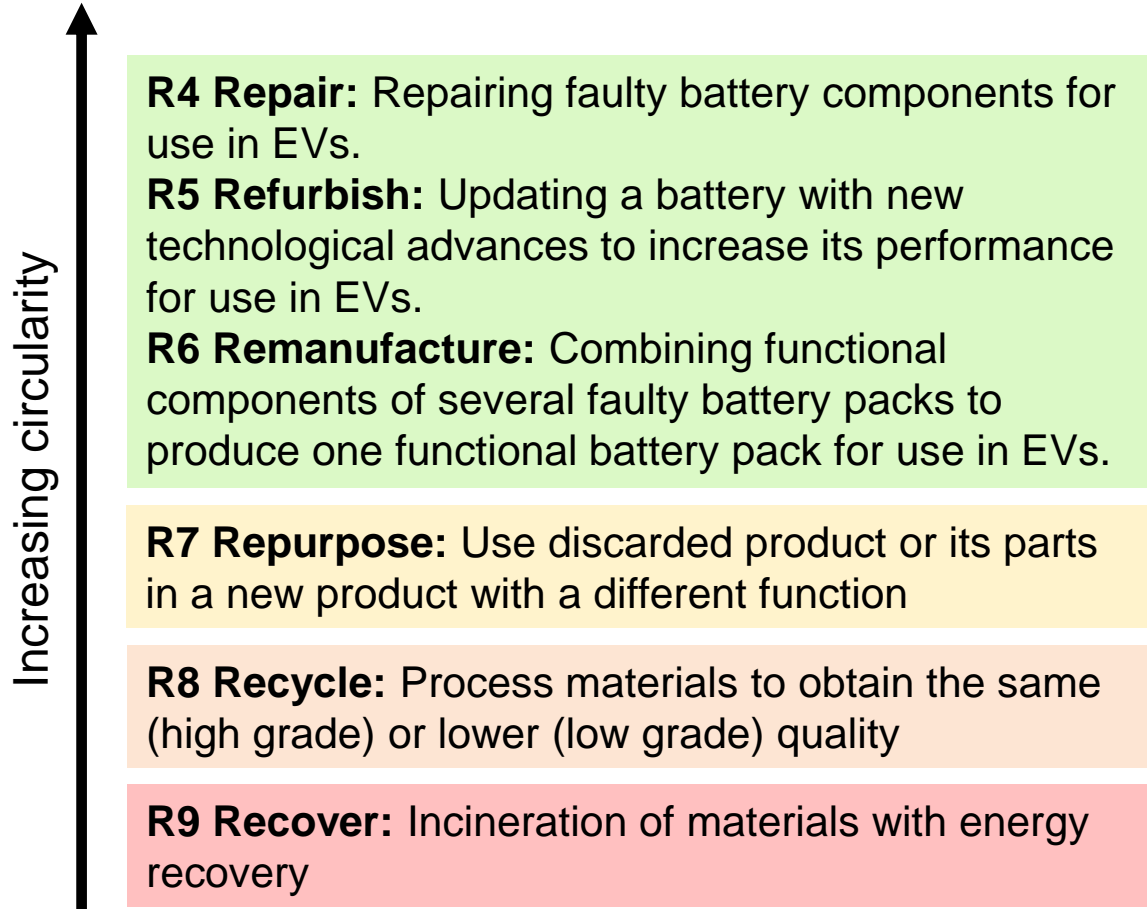 Increasing circularity
R4 Repair: Repairing faulty battery components for
use in EVs.
R5 Refurbish: Updating a battery with new
technological advances to increase its performance
for use in EVs.
R6 Remanufacture: Combining functional
components of several faulty battery packs to
produce one functional battery pack for use in EVs.
R7 Repurpose: Use discarded product or its parts
in a new product with a different function
R8 Recycle: Process materials to obtain the same
(high grade) or lower (low grade) quality
R9 Recover: Incineration of materials with energy
recovery